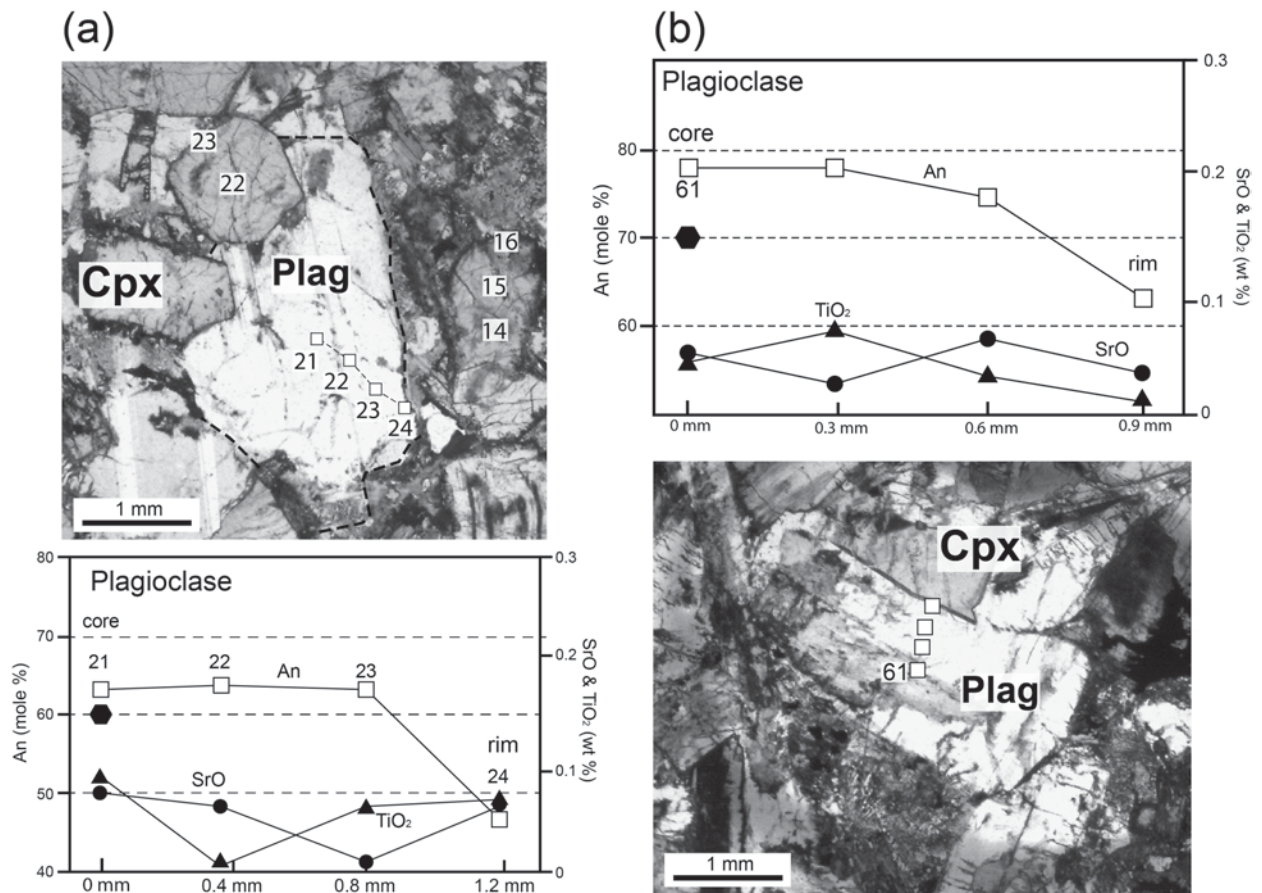 (a)
23
22
Cpx
Plag
16
15
14
21
22
23
24
1 mm
80
70
60
50
40
An (mole %)
Plagioclase
core
21
22
An
23
rim
24
SrO
TiO₂
0.3
0.2
0.1
0
SrO & TiO₂ (wt %)
0 mm
0.4 mm
0.8 mm
1.2 mm
(b)
Plagioclase
core
80
70
60
An (mole %)
61
An
rim
TiO₂
SrO
0.3
0.2
0.1
0
SrO & TiO₂ (wt %)
0 mm
0.3 mm
0.6 mm
0.9 mm
Cpx
61
Plag
1 mm